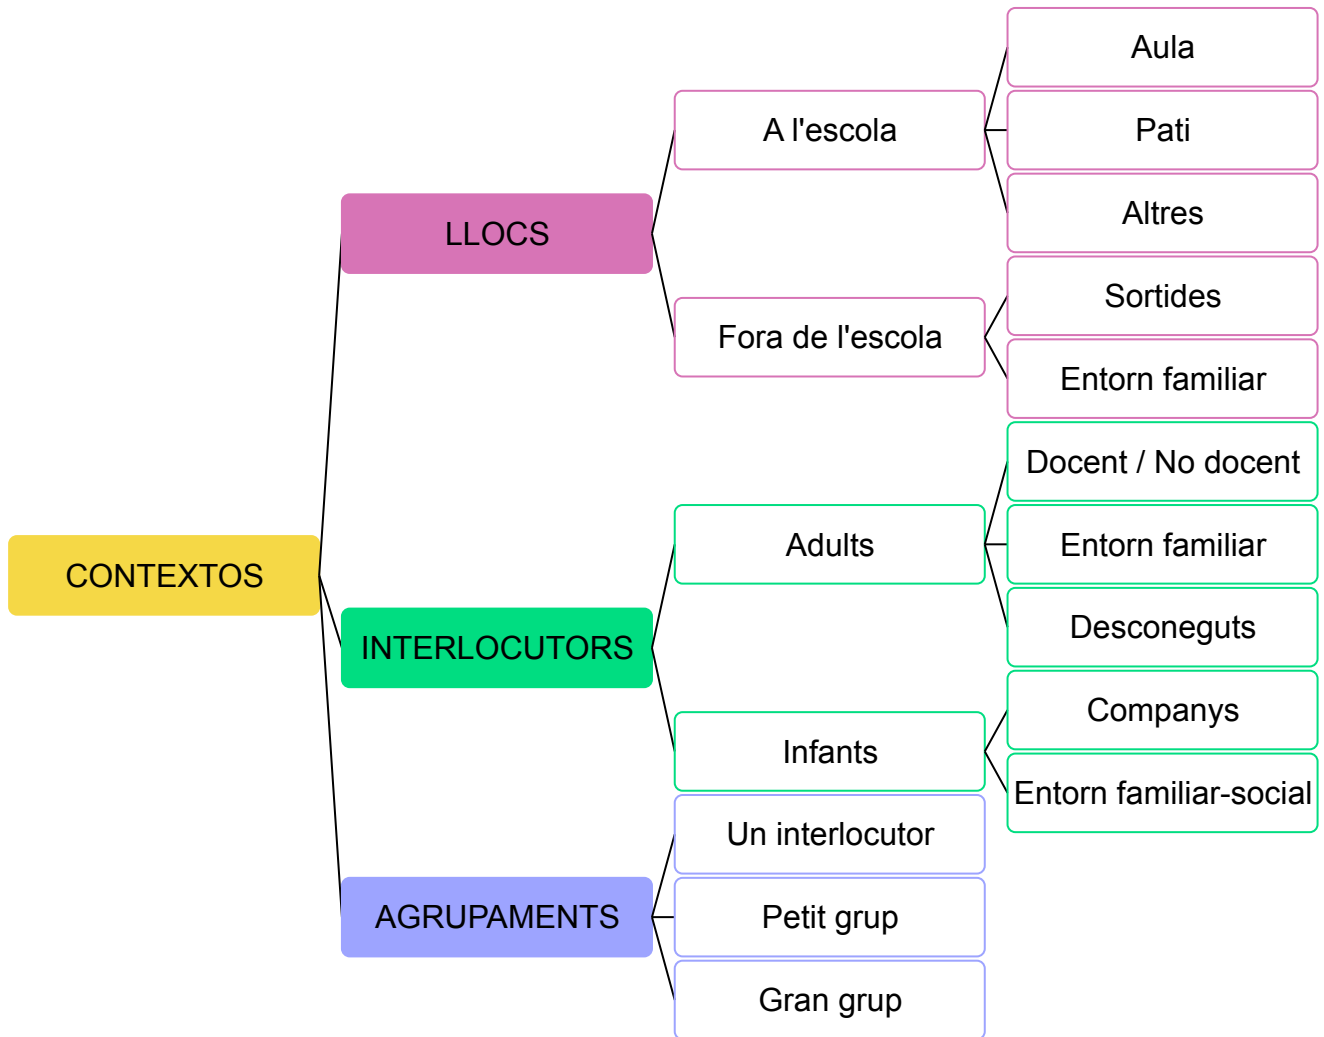 CONTEXTOS
LLOCS
A l'escola
Aula
Pati
Altres
Fora de l'escola
Sortides
Entorn familiar
INTERLOCUTORS
Adults
Docent / No docent
Entorn familiar
Desconeguts
Infants
Companys
Entorn familiar-social
AGRUPAMENTS
Un interlocutor
Petit grup
Gran grup